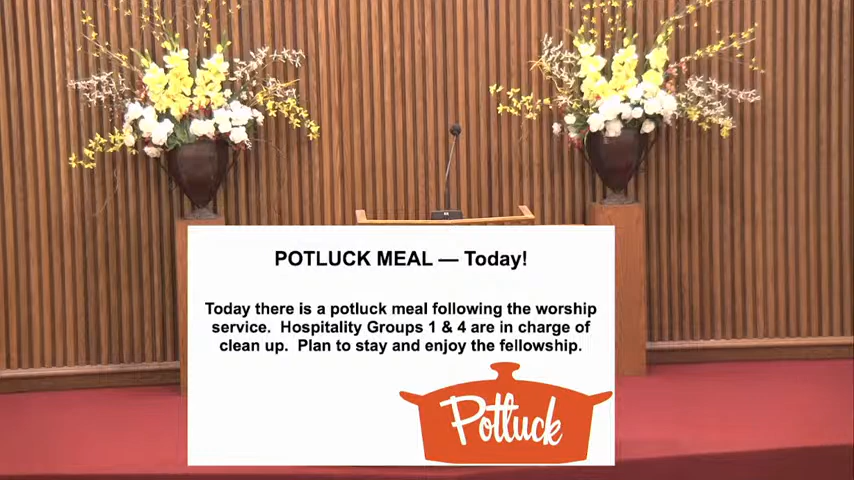 POTLUCK MEAL — Today!
Today there is a potluck meal following the worship
service.  Hospitality Groups 1 & 4 are in charge of
clean up.  Plan to stay and enjoy the fellowship.
Potluck